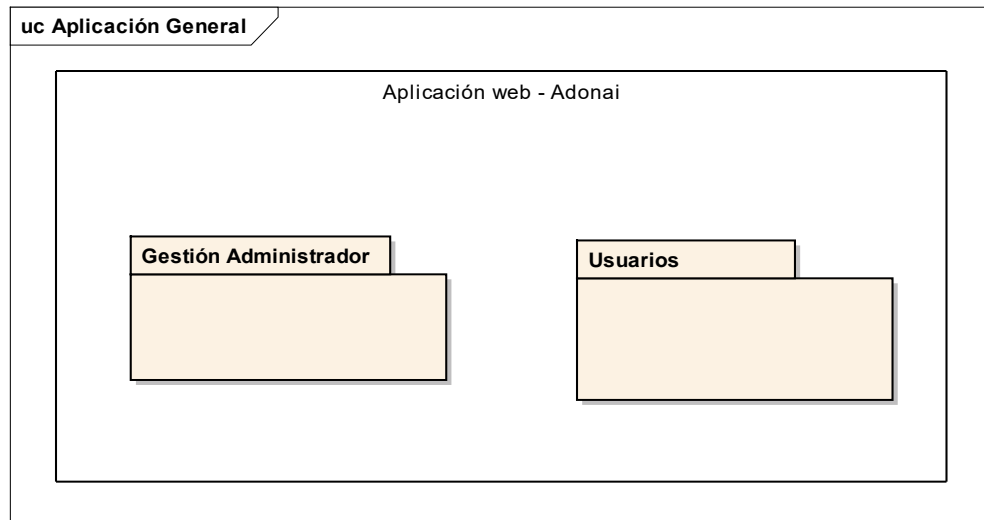 uc Aplicación General
Aplicación web - Adonai
Gestión Administrador
Usuarios